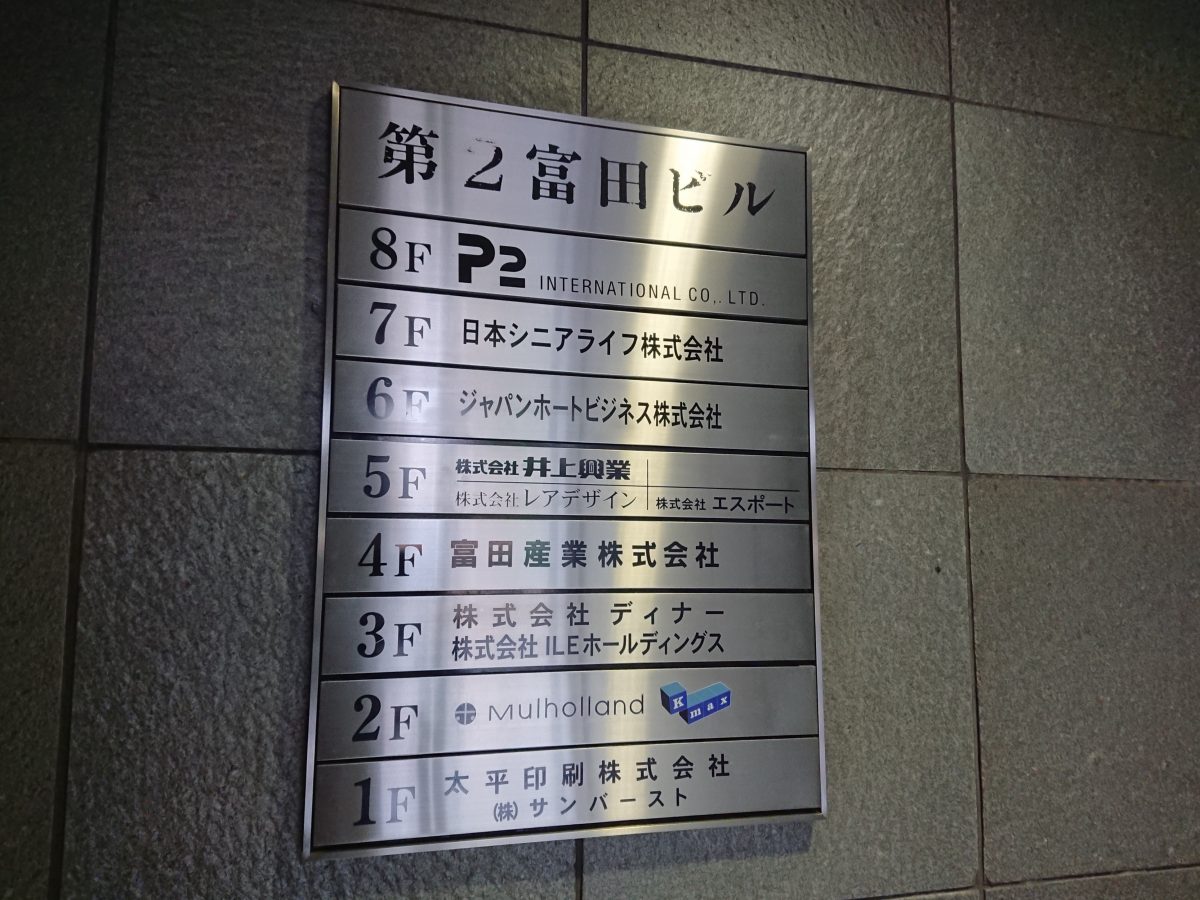 第2富田ビル
8F P2 INTERNATIONAL CO,. LTD.
7F 日本シニアライフ株式会社
6F ジャパンホートビジネス株式会社
5F 株式会社 井上興業
株式会社 レアデザイン 株式会社 エスポート
4F 富田産業株式会社
3F 株式会社 ディナー
株式会社 ILEホールディングス
2F Mulholland K max
1F 太平印刷株式会社
(株) サンバースト